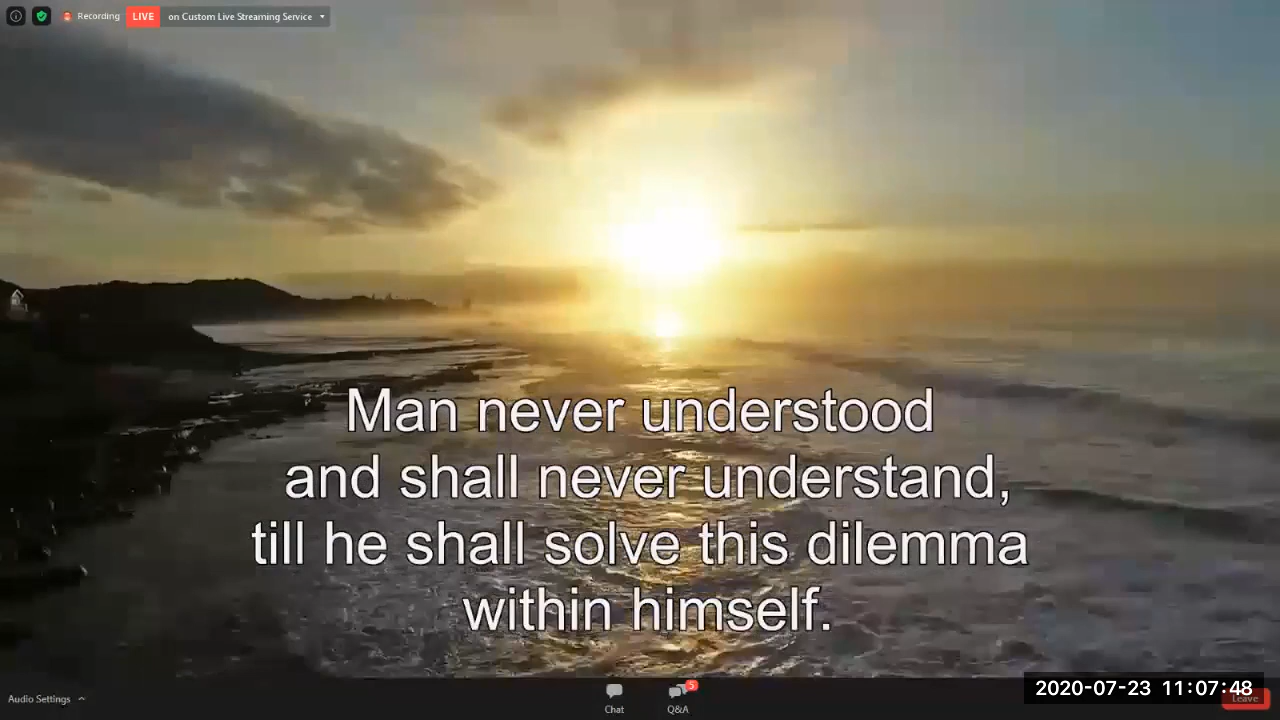 Recording LIVE on Custom Live Streaming Service
Man never understood
and shall never understand,
till he shall solve this dilemma
within himself.
Audio Settings
Chat
5
Q&A
2020-07-23 11:07:48
Leave